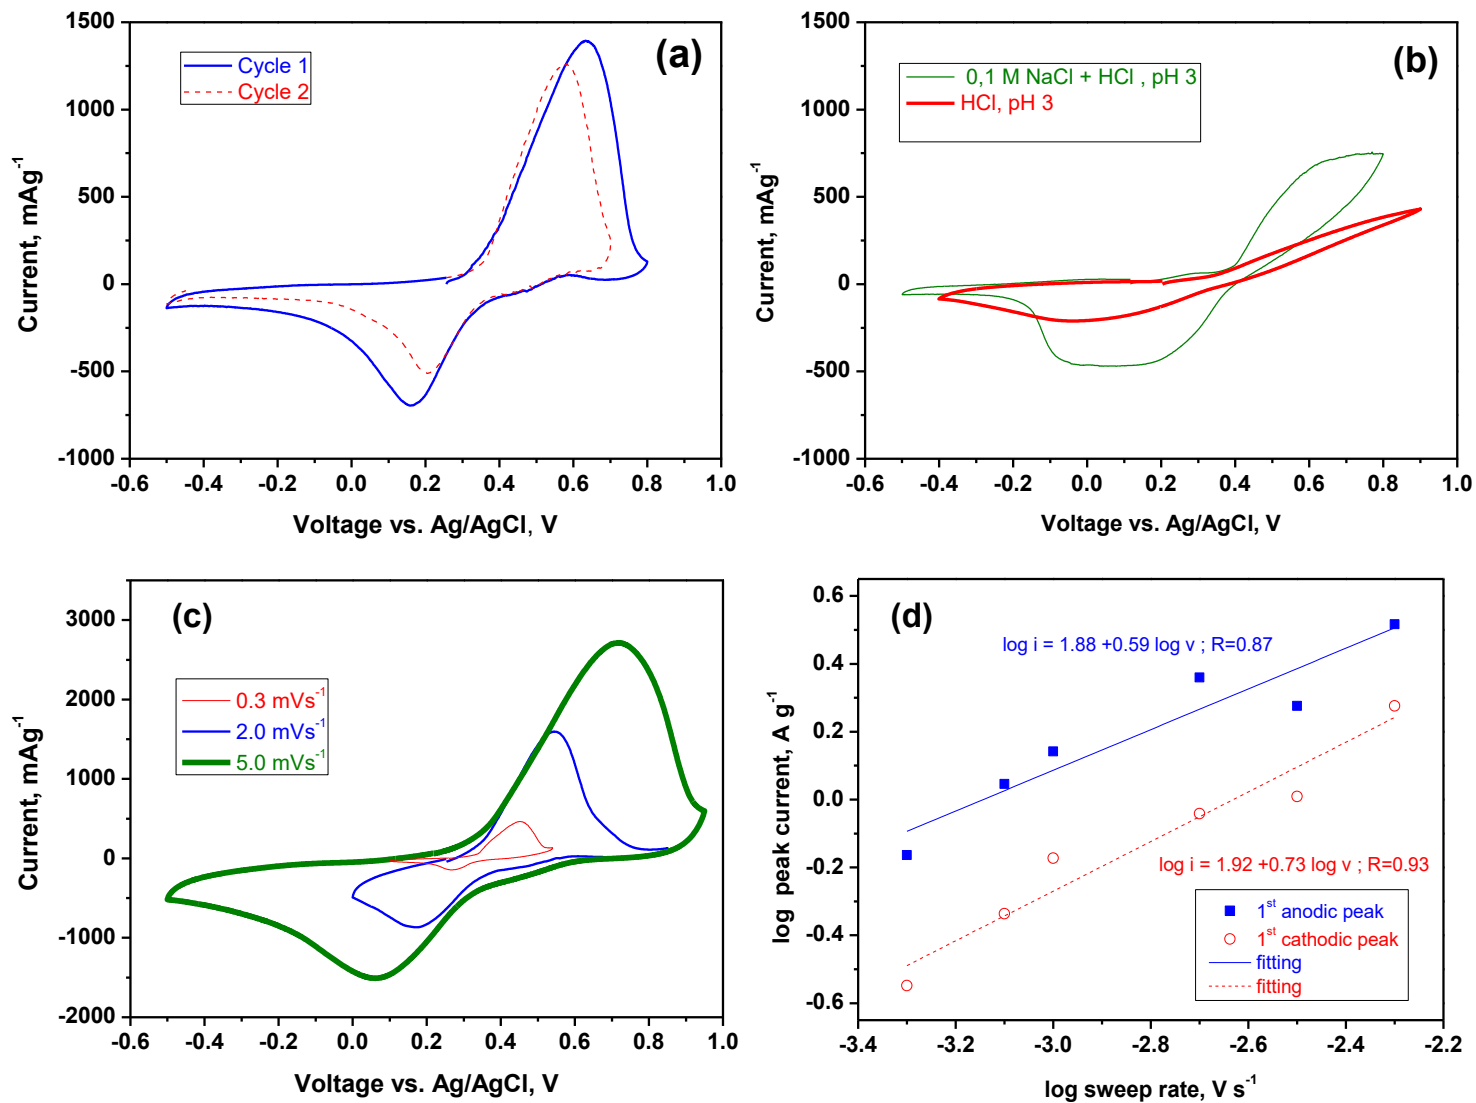 (a)
Cycle 1
Cycle 2
1500
1000
500
0
-500
-1000
-0.6 -0.4 -0.2 0.0 0.2 0.4 0.6 0.8 1.0
Current, mAg⁻¹
Voltage vs. Ag/AgCl, V
(b)
0,1 M NaCl + HCl , pH 3
HCl, pH 3
1500
1000
500
0
-500
-1000
-0.6 -0.4 -0.2 0.0 0.2 0.4 0.6 0.8 1.0
Current, mAg⁻¹
Voltage vs. Ag/AgCl, V
(c)
0.3 mVs⁻¹
2.0 mVs⁻¹
5.0 mVs⁻¹
3000
2000
1000
0
-1000
-2000
-0.6 -0.4 -0.2 0.0 0.2 0.4 0.6 0.8 1.0
Current, mAg⁻¹
Voltage vs. Ag/AgCl, V
(d)
log i = 1.88 +0.59 log v ; R=0.87
log i = 1.92 +0.73 log v ; R=0.93
1ˢᵗ anodic peak
1ˢᵗ cathodic peak
fitting
fitting
0.6
0.4
0.2
0.0
-0.2
-0.4
-0.6
-3.4 -3.2 -3.0 -2.8 -2.6 -2.4 -2.2
log peak current, A g⁻¹
log sweep rate, V s⁻¹